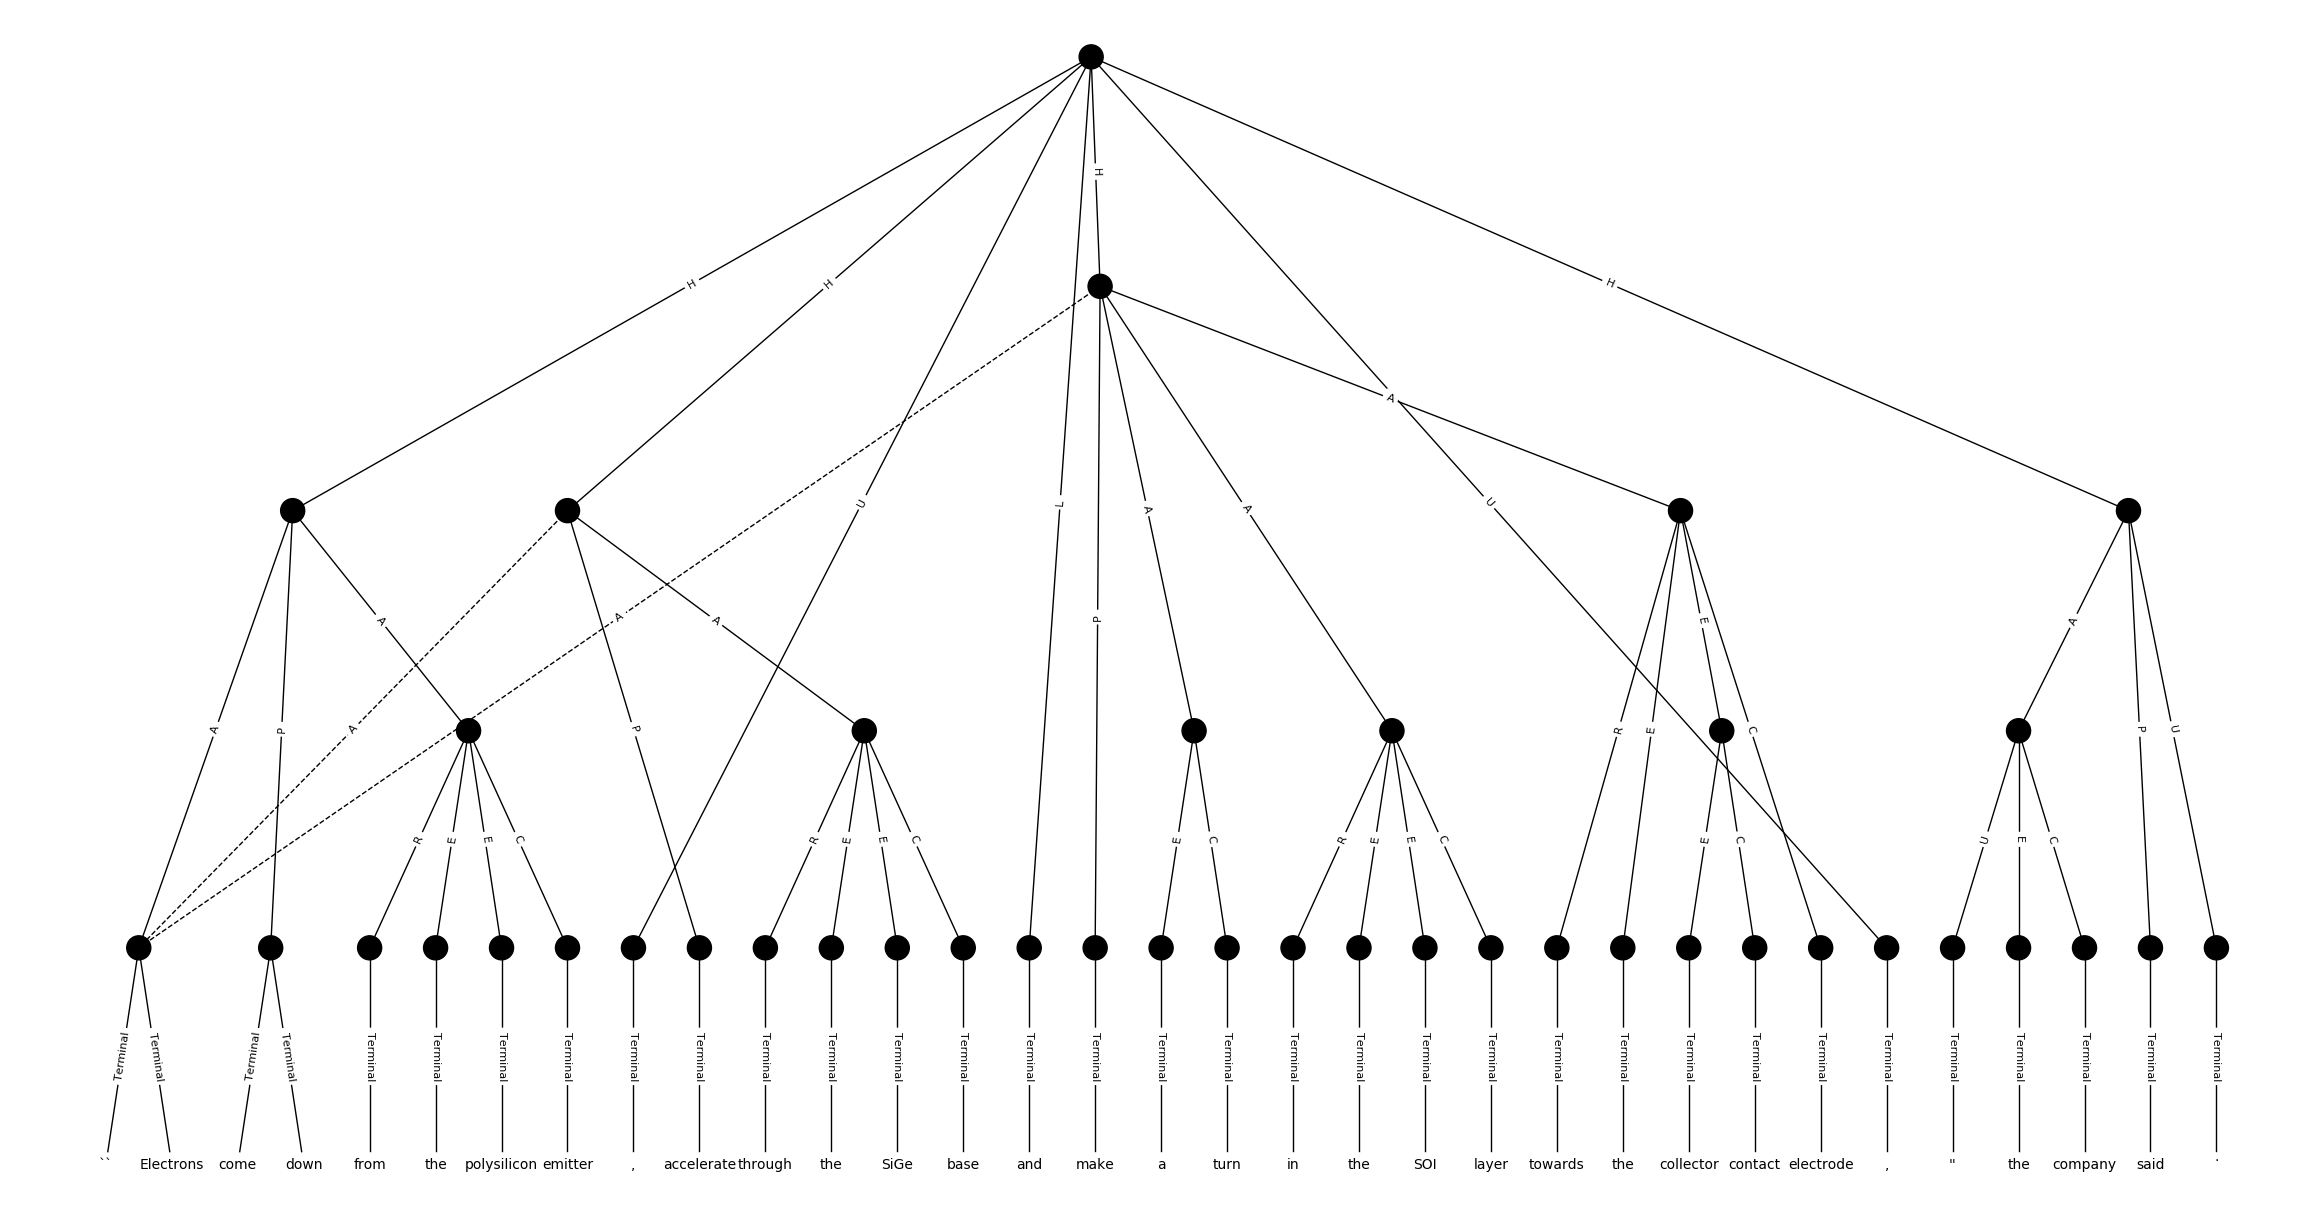 H
H H H
A
U L A A U
A A A E A
P
A P A P R E C P U
R E E C R E E C E C R E E C E C U E C
Terminal Terminal Terminal Terminal Terminal Terminal Terminal Terminal Terminal Terminal Terminal Terminal Terminal Terminal Terminal Terminal Terminal Terminal Terminal Terminal Terminal Terminal Terminal Terminal Terminal Terminal Terminal Terminal Terminal Terminal Terminal Terminal Terminal
`` Electrons come down from the polysilicon emitter , accelerate through the SiGe base and make a turn in the SOI layer towards the collector contact electrode , " the company said .